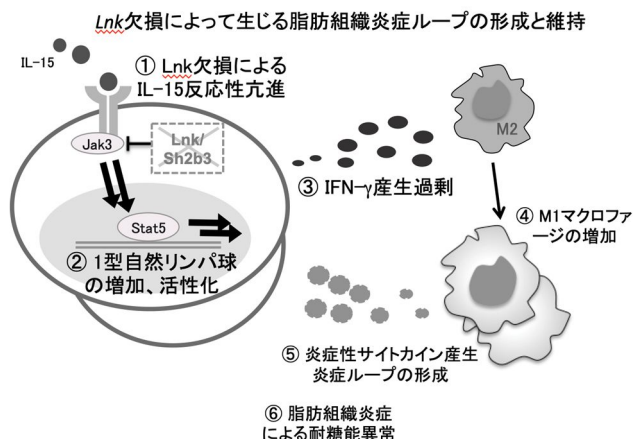 Lnk欠損によって生じる脂肪組織炎症ループの形成と維持
IL-15
① Lnk欠損による
IL-15反応性亢進
Jak3
Lnk/
Sh2b3
M2
③ IFN-γ産生過剰
Stat5
④ M1マクロファ
ージの増加
② 1型自然リンパ球
の増加、活性化
⑤ 炎症性サイトカイン産生
炎症ループの形成
⑥ 脂肪組織炎症
による耐糖能異常